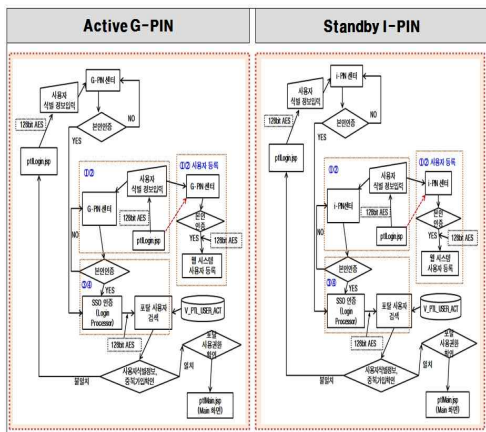 Active G-PIN
Standby I-PIN
G-PIN 센터
사용자
식별 정보입력
NO
본인인증
128bit AES
YES
ptlLogin.jsp
①②
①② 사용자 등록
사용자
식별 정보입력
G-PIN 센터
G-PIN 센터
128bit AES
본인
인증
ptlLogin.jsp
YES
128bit AES
NO
본인인증
웹 시스템
사용자 등록
③④
YES
SSO 인증
(Login
Processor)
포탈 사용자
검색
V_PTL_USER_ACT
128bit AES
포탈
사용권한
확인
일치
불일치
사용자식별정보,
중복가입확인
ptlMain.jsp
(Main 화면)
i-PIN 센터
사용자
식별 정보입력
NO
본인인증
128bit AES
YES
ptlLogin.jsp
①②
①② 사용자 등록
사용자
식별 정보입력
i-PIN 센터
i-PIN센터
128bit AES
본인
인증
ptlLogin.jsp
YES
128bit AES
NO
본인인증
웹 시스템
사용자 등록
③④
YES
SSO 인증
(Login
Processor)
포탈 사용자
검색
V_PTL_USER_ACT
128bit AES
포탈
사용권한
확인
일치
불일치
사용자식별정보,
중복가입확인
ptlMain.jsp
(Main 화면)